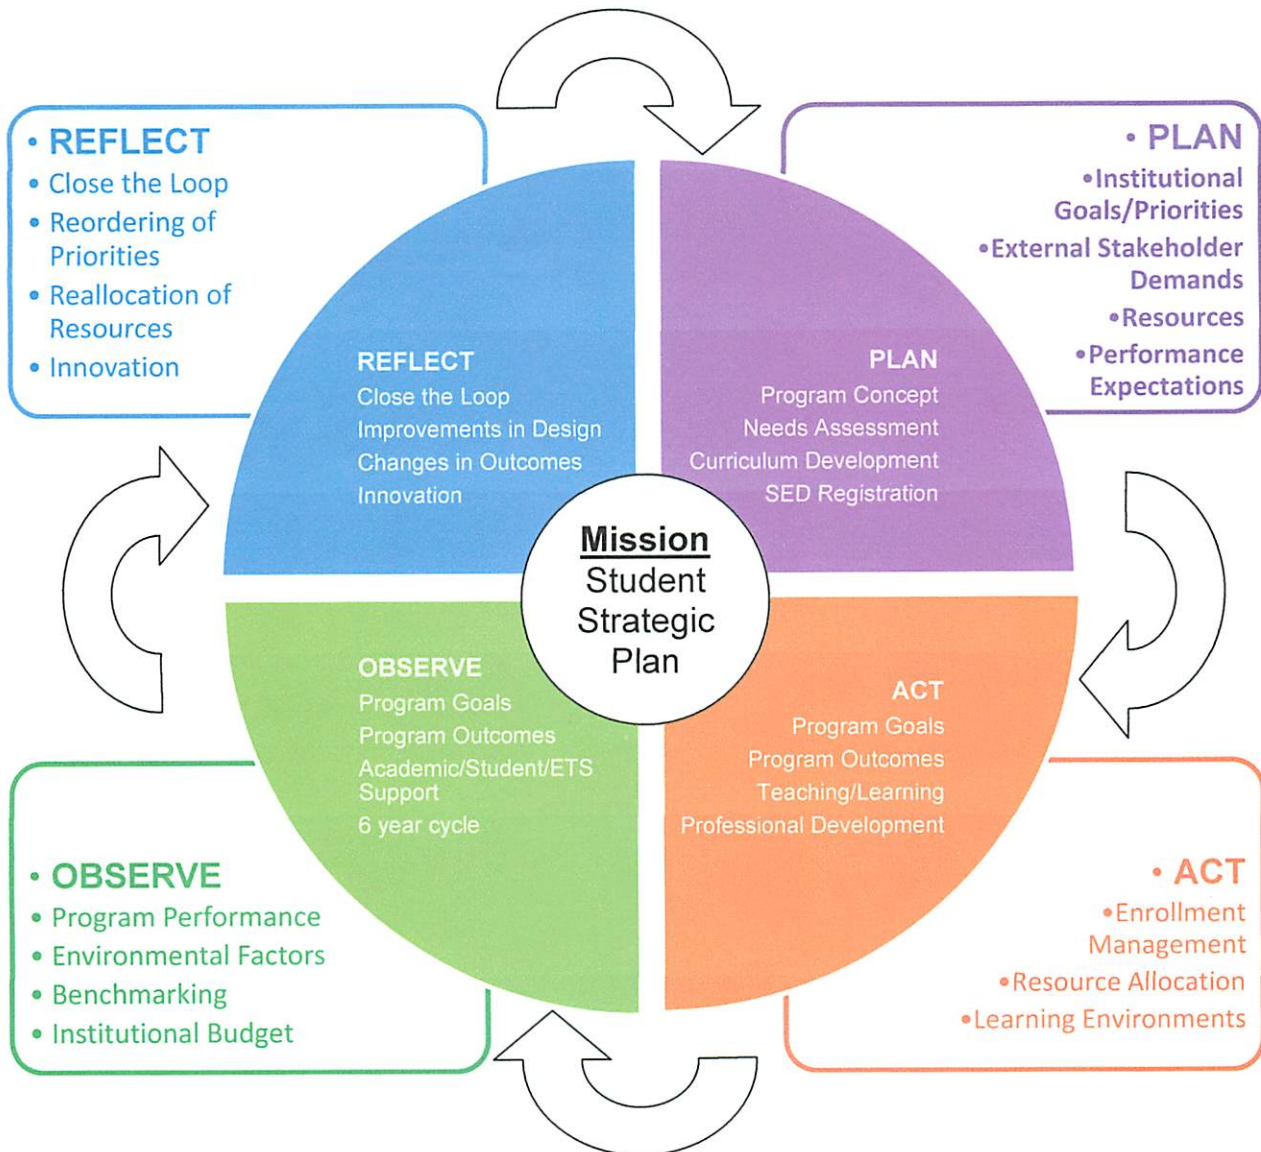 • REFLECT
• Close the Loop
• Reordering of
Priorities
• Reallocation of
Resources
• Innovation
• PLAN
•Institutional
Goals/Priorities
•External Stakeholder
Demands
•Resources
•Performance
Expectations
REFLECT
Close the Loop
Improvements in Design
Changes in Outcomes
Innovation
PLAN
Program Concept
Needs Assessment
Curriculum Development
SED Registration
Mission
Student
Strategic
Plan
OBSERVE
Program Goals
Program Outcomes
Academic/Student/ETS
Support
6 year cycle
ACT
Program Goals
Program Outcomes
Teaching/Learning
Professional Development
• OBSERVE
• Program Performance
• Environmental Factors
• Benchmarking
• Institutional Budget
• ACT
•Enrollment
Management
•Resource Allocation
•Learning Environments